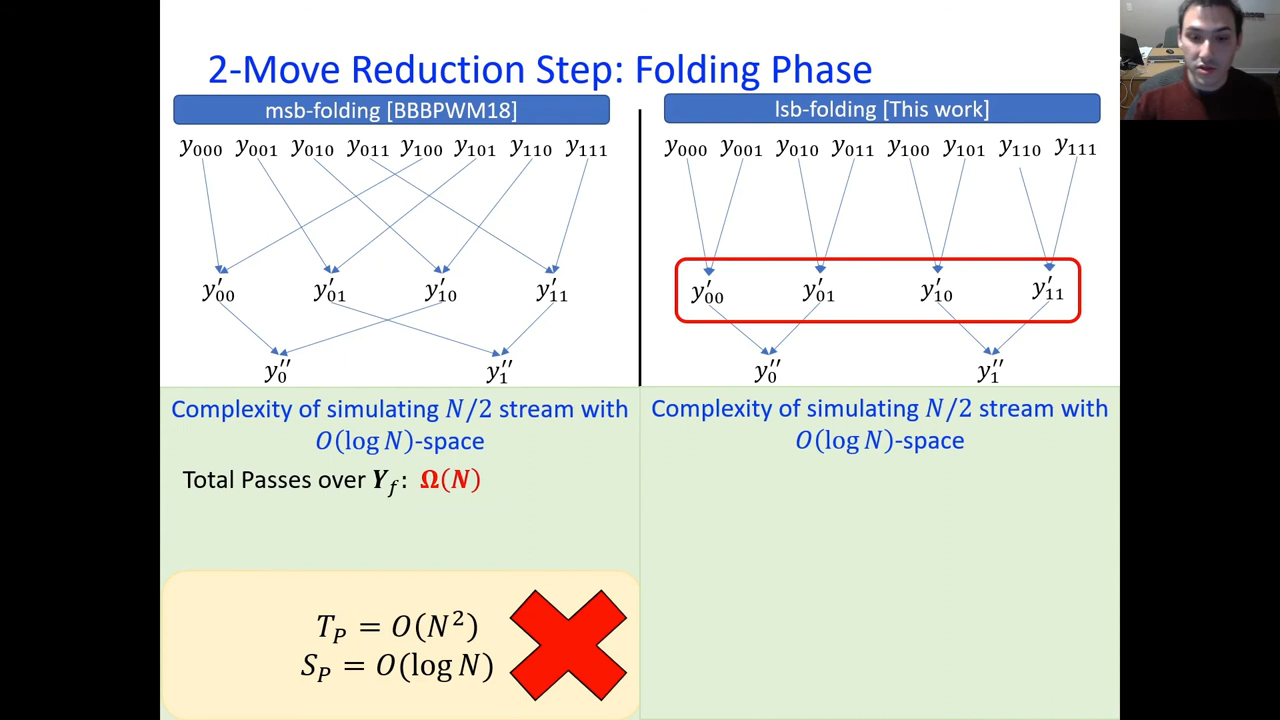 2-Move Reduction Step: Folding Phase
msb-folding [BBBPWM18]
y₀₀₀ y₀₀₁ y₀₁₀ y₀₁₁ y₁₀₀ y₁₀₁ y₁₁₀ y₁₁₁
y′₀₀ y′₀₁ y′₁₀ y′₁₁
y″₀ y″₁
Complexity of simulating N/2 stream with
O(log N)-space
Total Passes over Y_f: Ω(N)
T_P = O(N²)
S_P = O(log N)
lsb-folding [This work]
y₀₀₀ y₀₀₁ y₀₁₀ y₀₁₁ y₁₀₀ y₁₀₁ y₁₁₀ y₁₁₁
y′₀₀ y′₀₁ y′₁₀ y′₁₁
y″₀ y″₁
Complexity of simulating N/2 stream with
O(log N)-space